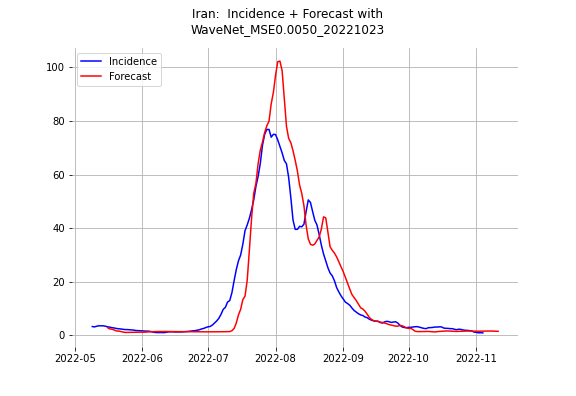 Iran:  Incidence + Forecast with
WaveNet_MSE0.0050_20221023
Incidence
Forecast
100
80
60
40
20
0
2022-05 2022-06 2022-07 2022-08 2022-09 2022-10 2022-11